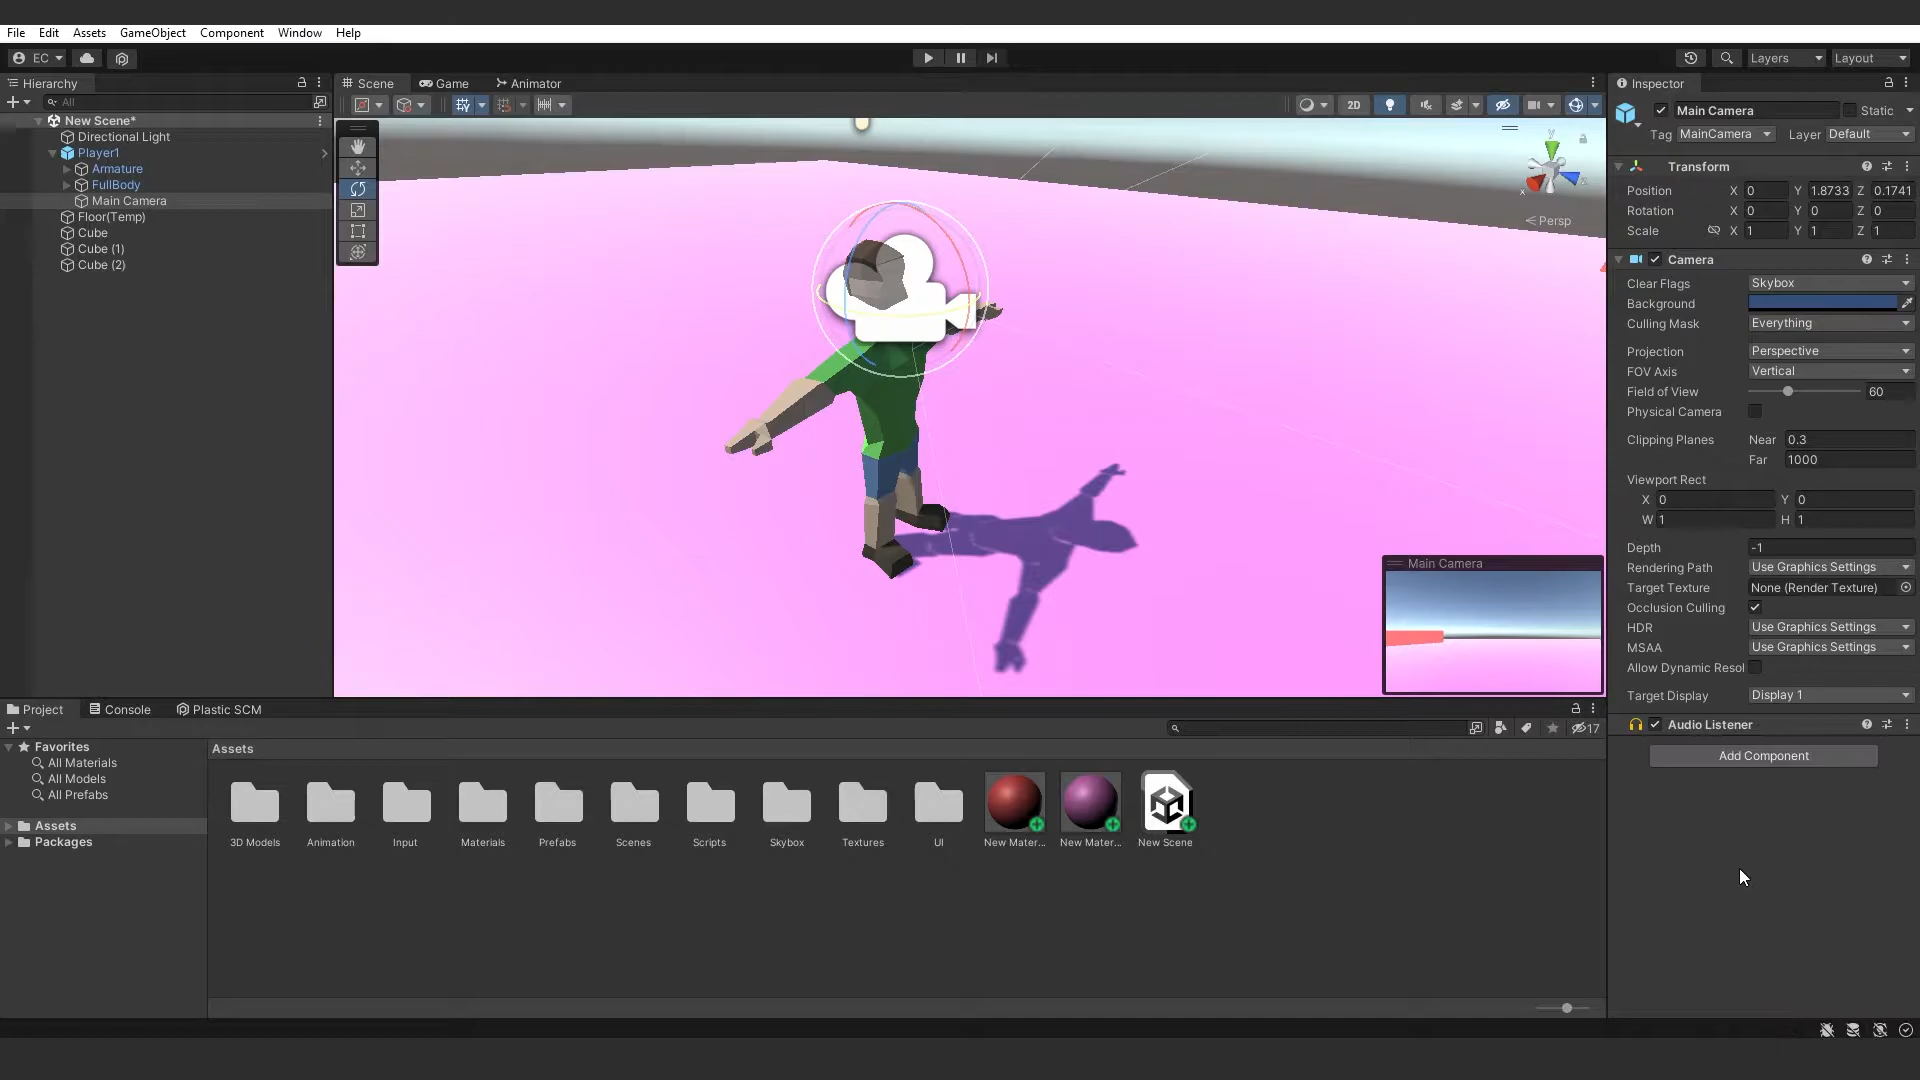 File Edit Assets GameObject Component Window Help
EC Layers Layout
Hierarchy
All
New Scene*
Directional Light
Player1
Armature
FullBody
Main Camera
Floor(Temp)
Cube
Cube (1)
Cube (2)
Scene Game Animator
2D
y
x
z
Persp
Main Camera
Inspector
Main Camera Static
Tag MainCamera Layer Default
Transform
Position X 0 Y 1.8733 Z 0.1741
Rotation X 0 Y 0 Z 0
Scale X 1 Y 1 Z 1
Camera
Clear Flags Skybox
Background
Culling Mask Everything
Projection Perspective
FOV Axis Vertical
Field of View 60
Physical Camera
Clipping Planes Near 0.3
Far 1000
Viewport Rect
X 0 Y 0
W 1 H 1
Depth -1
Rendering Path Use Graphics Settings
Target Texture None (Render Texture)
Occlusion Culling
HDR Use Graphics Settings
MSAA Use Graphics Settings
Allow Dynamic Resol
Target Display Display 1
Audio Listener
Add Component
Project Console Plastic SCM
17
Favorites
All Materials
All Models
All Prefabs
Assets
Packages
Assets
3D Models Animation Input Materials Prefabs Scenes Scripts Skybox Textures UI New Mater... New Mater... New Scene